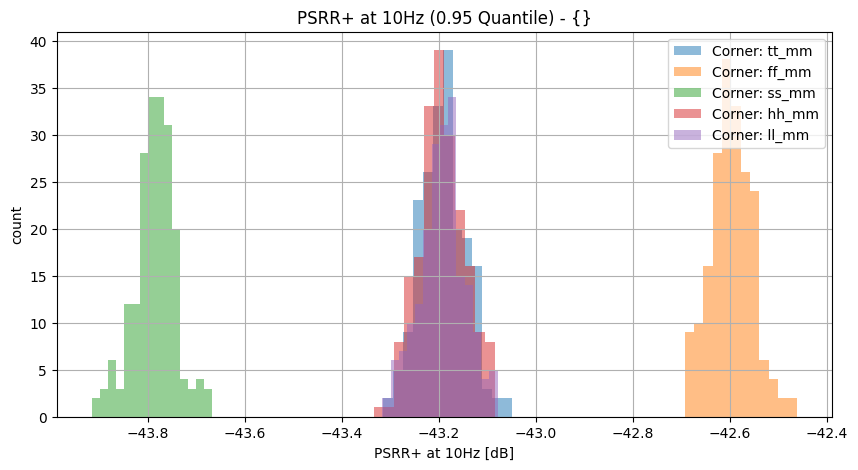 PSRR+ at 10Hz (0.95 Quantile) - {}
40
35
30
25
20
15
10
5
0
count
Corner: tt_mm
Corner: ff_mm
Corner: ss_mm
Corner: hh_mm
Corner: ll_mm
−43.8
−43.6
−43.4
−43.2
−43.0
−42.8
−42.6
−42.4
PSRR+ at 10Hz [dB]